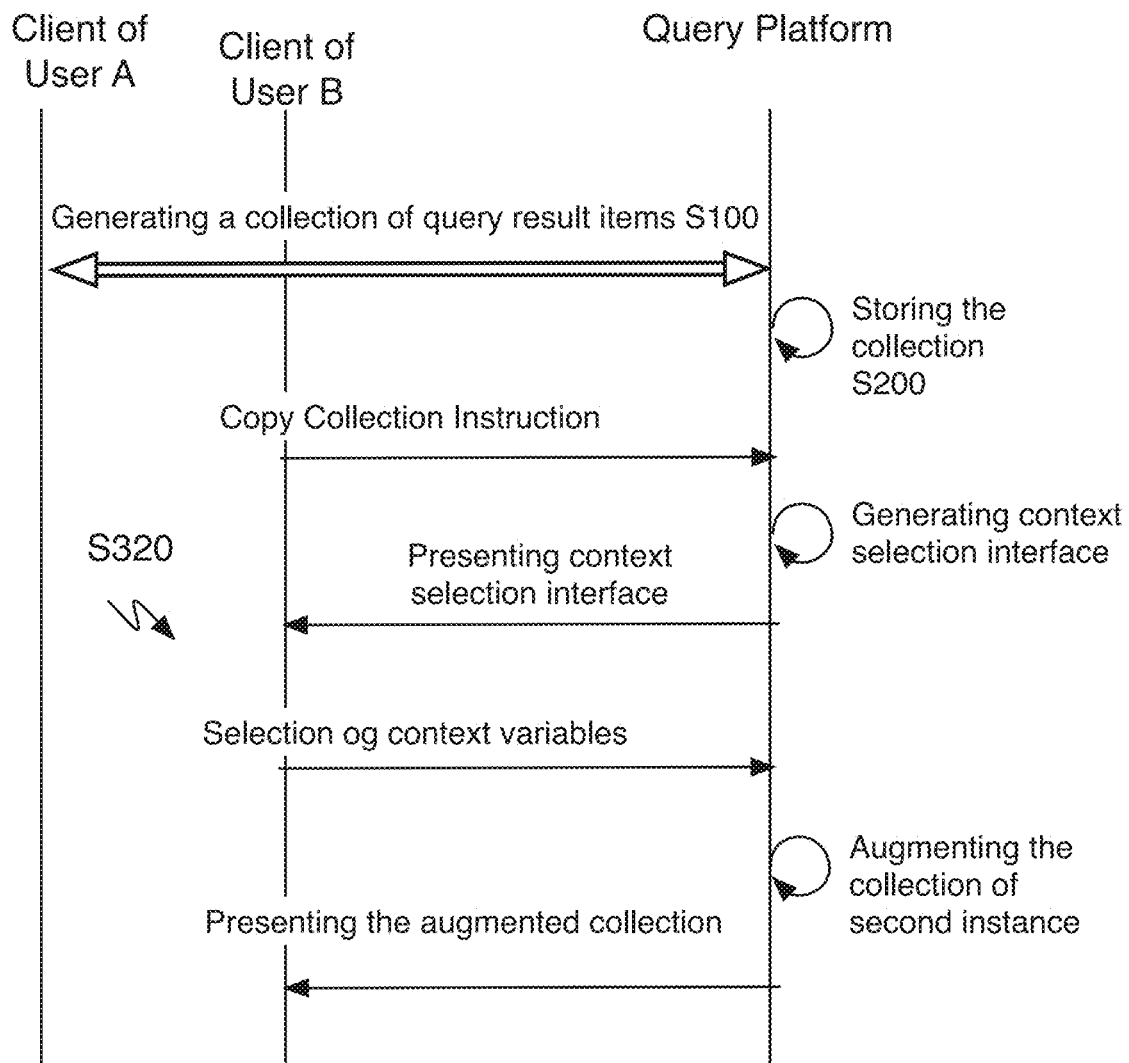 Client of
User A
Client of
User B
Query Platform
Generating a collection of query result items S100
Storing the
collection
S200
Copy Collection Instruction
Generating context
selection interface
S320
Presenting context
selection interface
Selection og context variables
Augmenting the
collection of
second instance
Presenting the augmented collection